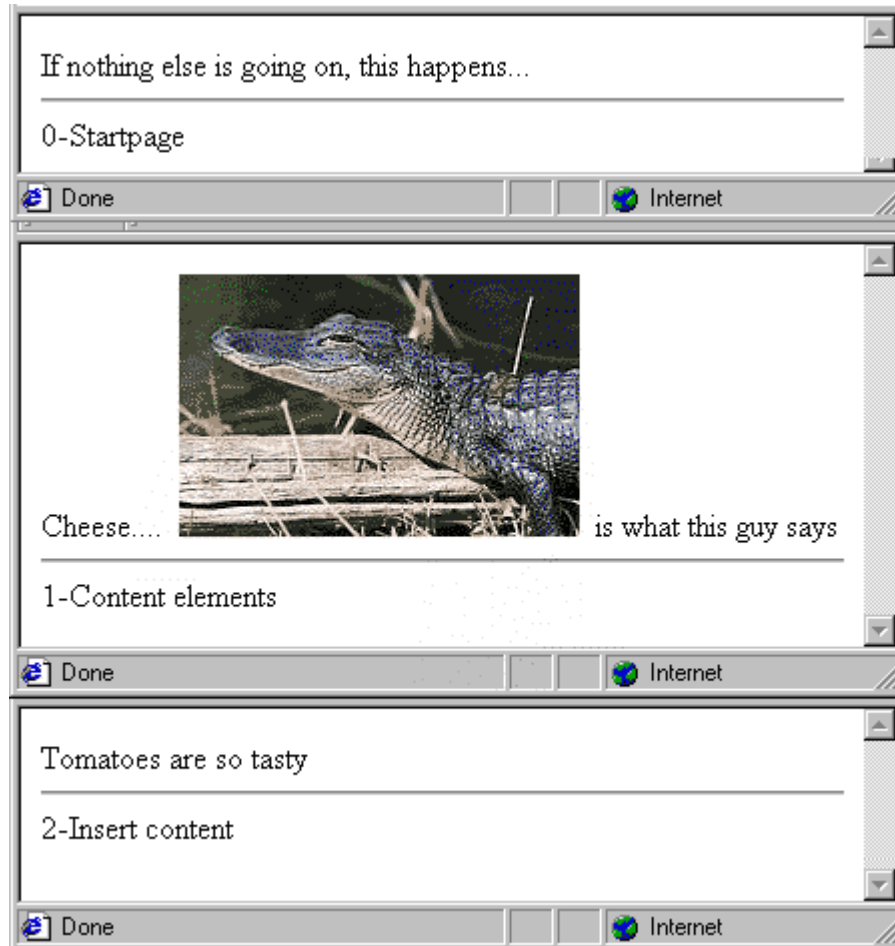 If nothing else is going on, this happens...
0-Startpage
Done Internet
Cheese.... is what this guy says
1-Content elements
Done Internet
Tomatoes are so tasty
2-Insert content
Done Internet